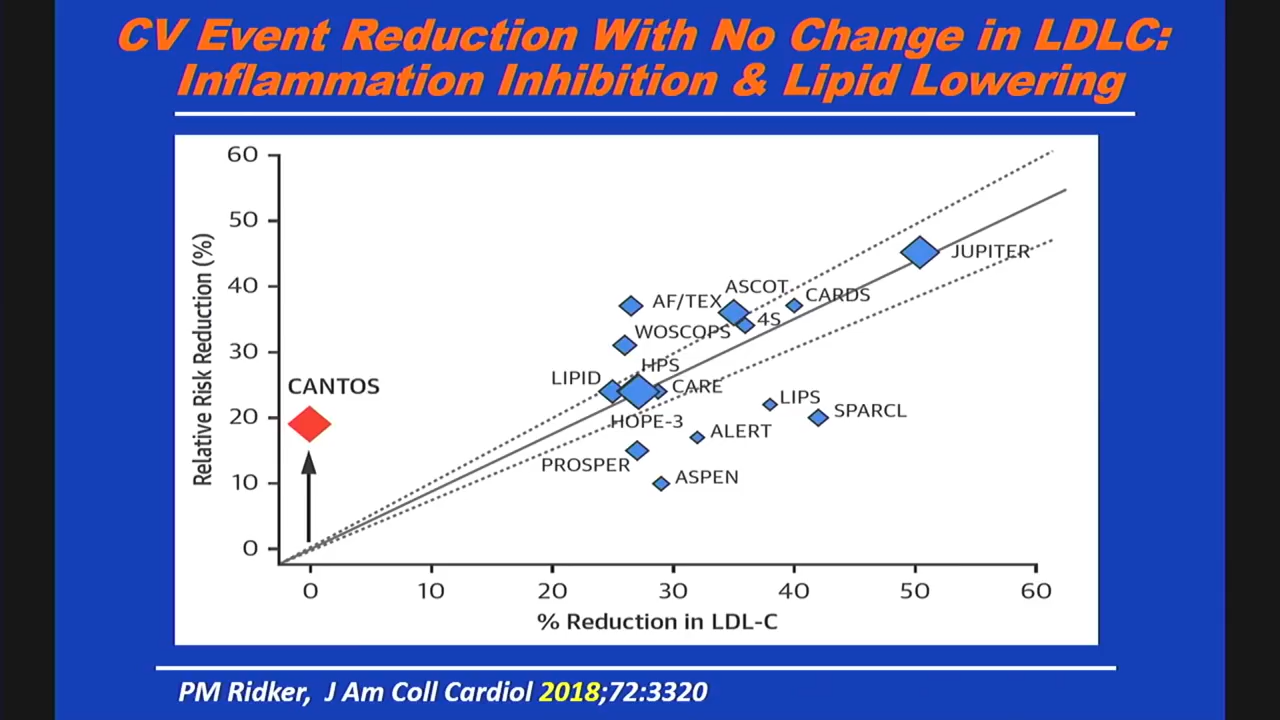 CV Event Reduction With No Change in LDLC:
Inflammation Inhibition & Lipid Lowering
60
50
40
30
20
10
0
Relative Risk Reduction (%)
CANTOS
JUPITER
ASCOT
CARDS
AF/TEX
4S
WOSCOPS
HPS
LIPID
CARE
LIPS
SPARCL
HOPE-3
ALERT
PROSPER
ASPEN
0 10 20 30 40 50 60
% Reduction in LDL-C
PM Ridker, J Am Coll Cardiol 2018;72:3320